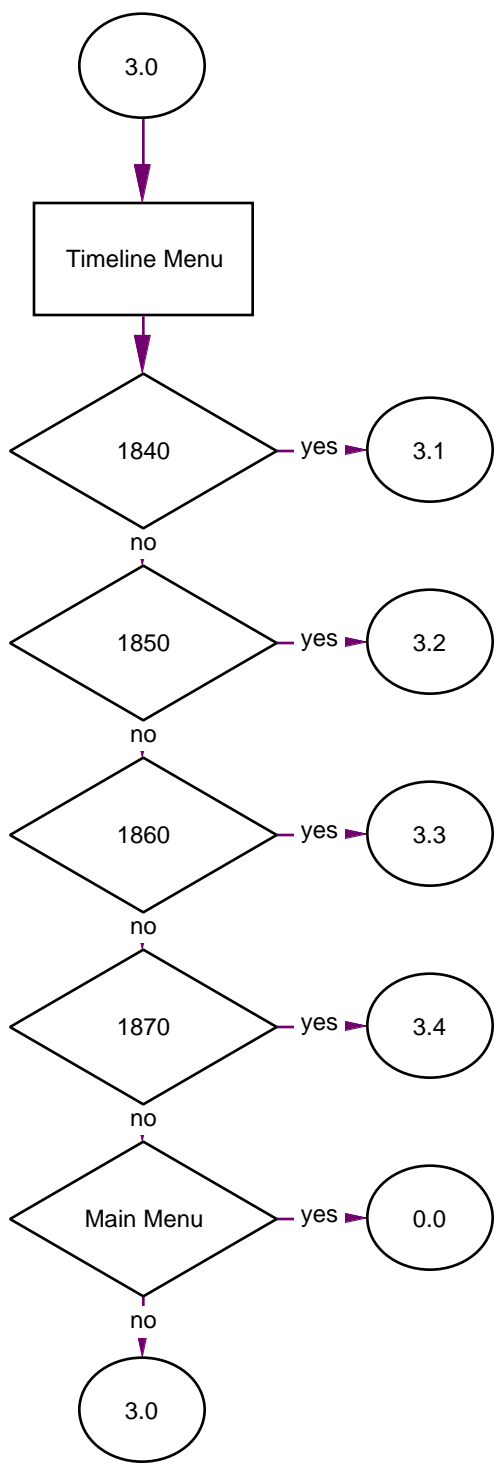 3.0
Timeline Menu
1840
yes
3.1
no
1850
yes
3.2
no
1860
yes
3.3
no
1870
yes
3.4
no
Main Menu
yes
0.0
no
3.0